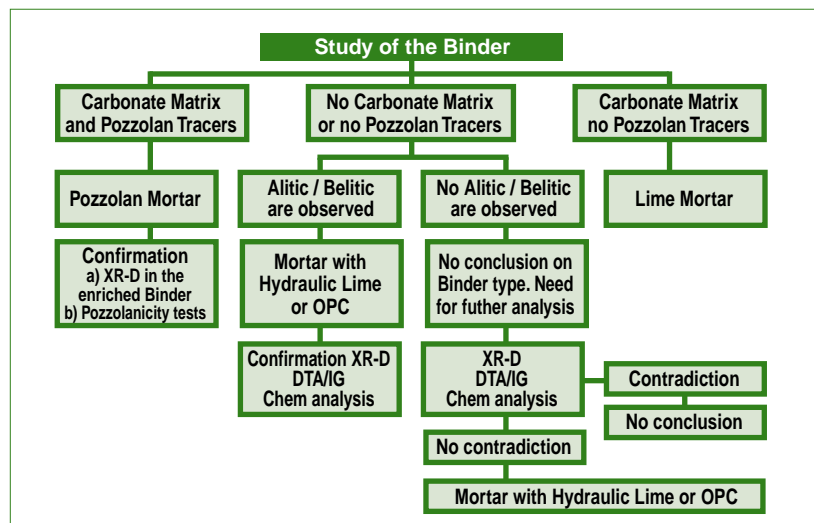 Study of the Binder
Carbonate Matrix
and Pozzolan Tracers
No Carbonate Matrix
or no Pozzolan Tracers
Carbonate Matrix
no Pozzolan Tracers
Pozzolan Mortar
Alitic / Belitic
are observed
No Alitic / Belitic
are observed
Lime Mortar
Confirmation
a) XR-D in the
enriched Binder
b) Pozzolanicity tests
Mortar with
Hydraulic Lime
or OPC
No conclusion on
Binder type. Need
for futher analysis
Confirmation XR-D
DTA/IG
Chem analysis
XR-D
DTA/IG
Chem analysis
Contradiction
No conclusion
No contradiction
Mortar with Hydraulic Lime or OPC